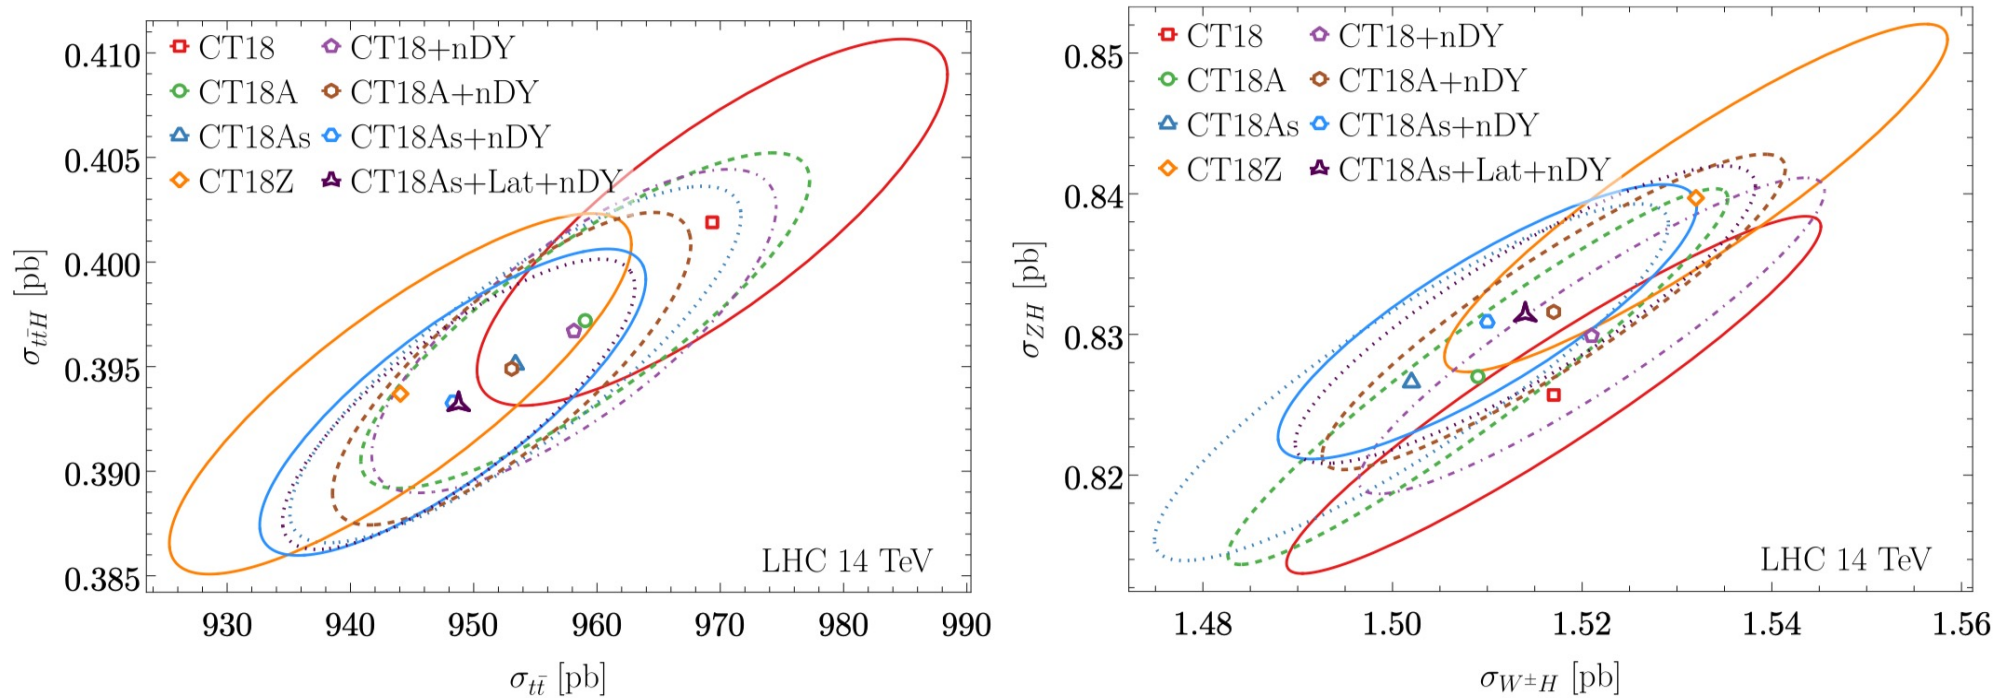 CT18 CT18+nDY
CT18A CT18A+nDY
CT18As CT18As+nDY
CT18Z CT18As+Lat+nDY
0.410
0.405
0.400
0.395
0.390
0.385
σ_{tt̄H} [pb]
LHC 14 TeV
930 940 950 960 970 980 990
σ_{tt̄} [pb]
CT18 CT18+nDY
CT18A CT18A+nDY
CT18As CT18As+nDY
CT18Z CT18As+Lat+nDY
0.85
0.84
0.83
0.82
σ_{ZH} [pb]
LHC 14 TeV
1.48 1.50 1.52 1.54 1.56
σ_{W^±H} [pb]